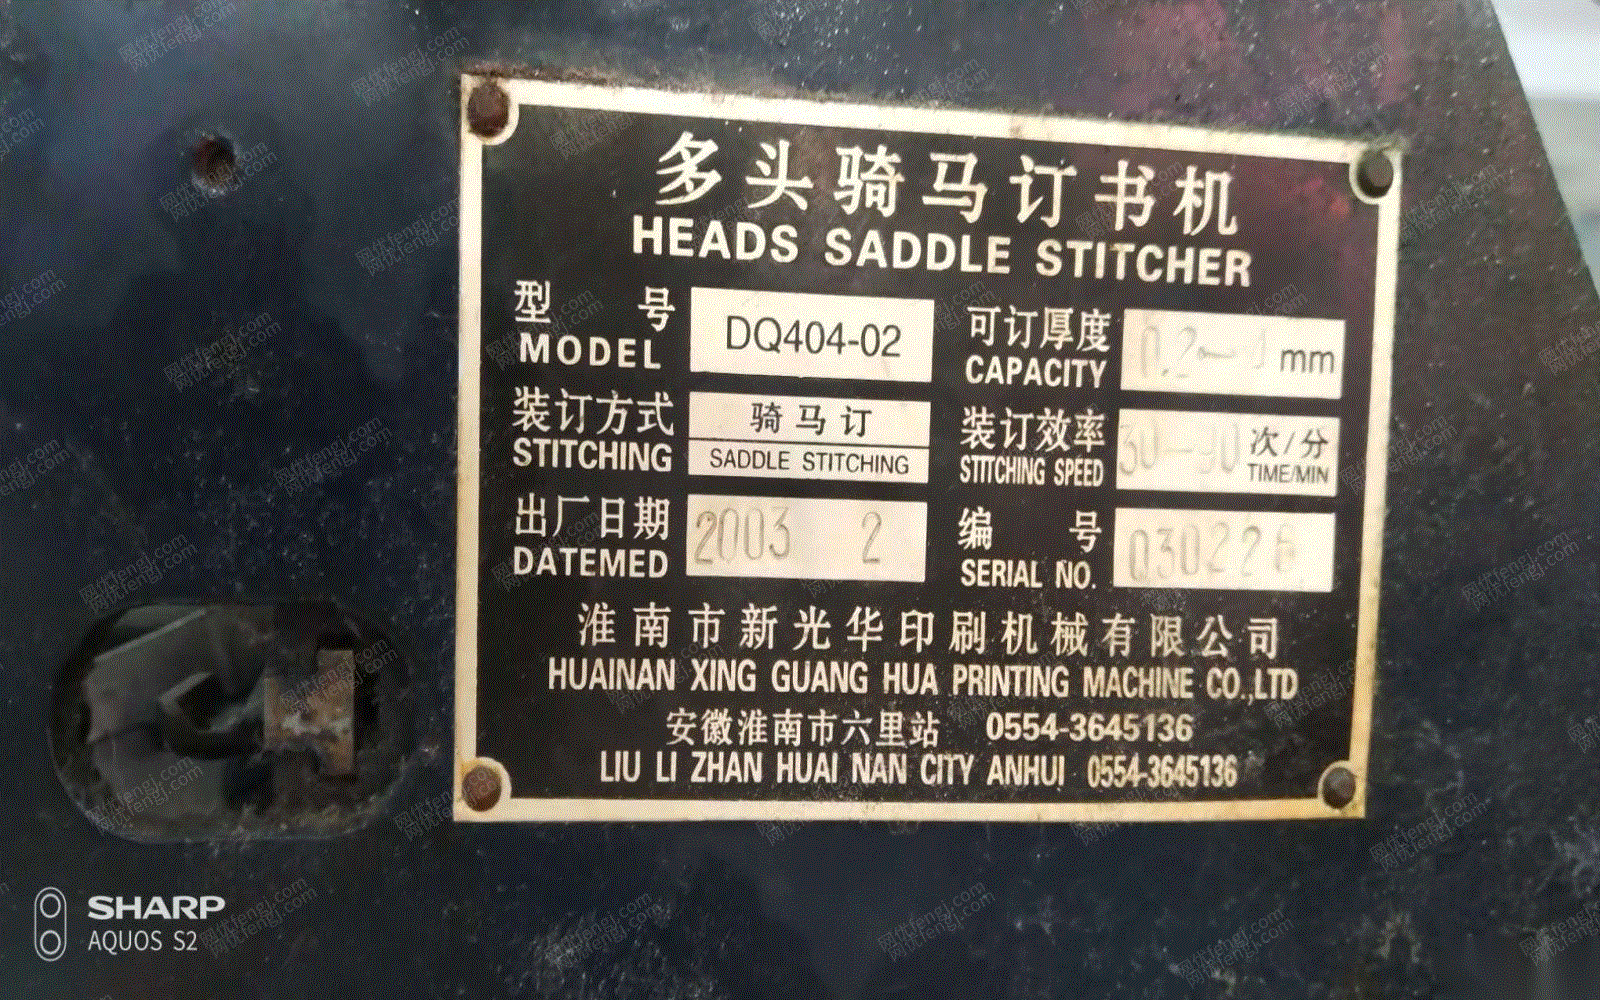 多头骑马订书机
HEADS SADDLE STITCHER
型号 DQ404-02 可订厚度 mm
MODEL CAPACITY
装订方式 骑马订 装订效率 次/分
STITCHING SADDLE STITCHING STITCHING SPEED TIME/MIN
出厂日期 2003 2 编号
DATEMED SERIAL NO.
淮南市新光华印刷机械有限公司
HUAINAN XING GUANG HUA PRINTING MACHINE CO.,LTD
安徽淮南市六里站 0554-3645136
LIU LI ZHAN HUAI NAN CITY ANHUI 0554-3645136
SHARP
AQUOS S2